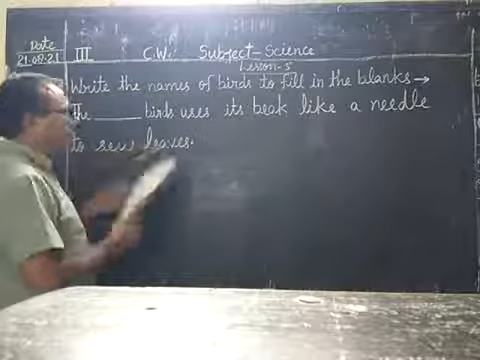 Date
21.08.21
III C.W. Subject-Science
Lesson-5
Write the names of birds to fill in the blanks→
The ______ birds uses its beak like a needle
to sew leaves.